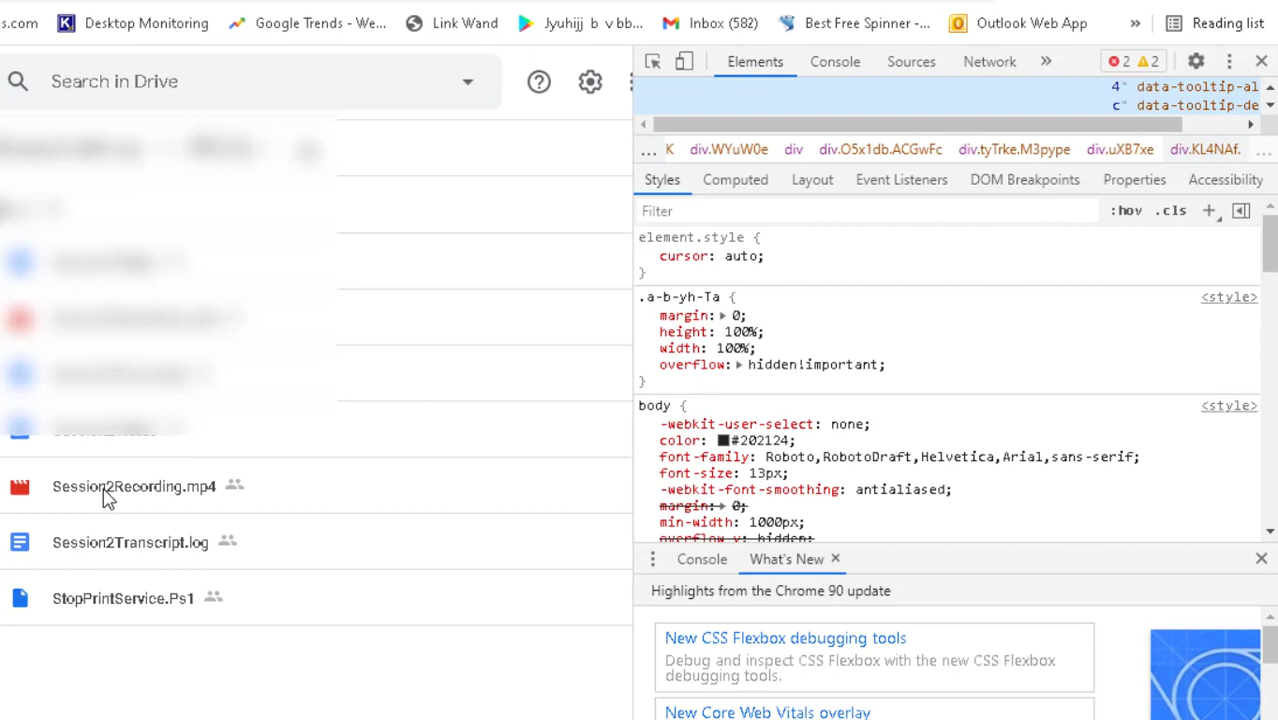 s.com Desktop Monitoring Google Trends - We... Link Wand Jyuhijj b v bb... Inbox (582) Best Free Spinner -... Outlook Web App » Reading list
Search in Drive
Elements Console Sources Network » 2 2
4" data-tooltip-al
c" data-tooltip-de
... K div.WYuW0e div div.O5x1db.ACGwFc div.tyTrke.M3pype div.uXB7xe div.KL4NAf. ...
Styles Computed Layout Event Listeners DOM Breakpoints Properties Accessibility
Filter :hov .cls +
element.style {
cursor: auto;
}
.a-b-yh-Ta { <style>
margin: 0;
height: 100%;
width: 100%;
overflow: hidden!important;
}
body { <style>
-webkit-user-select: none;
color: #202124;
font-family: Roboto,RobotoDraft,Helvetica,Arial,sans-serif;
font-size: 13px;
-webkit-font-smoothing: antialiased;
margin: 0;
min-width: 1000px;
overflow-y: hidden;
Session2Recording.mp4
Session2Transcript.log
StopPrintService.Ps1
Console What's New ×
Highlights from the Chrome 90 update
New CSS Flexbox debugging tools
Debug and inspect CSS Flexbox with the new CSS Flexbox
debugging tools.
New Core Web Vitals overlay